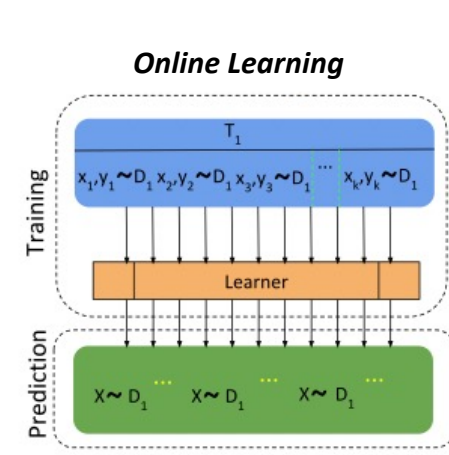 Online Learning
Training
T₁
x₁,y₁~D₁ x₂,y₂~D₁ x₃,y₃~D₁ ... xₖ,yₖ~D₁
Learner
Prediction
X~ D₁ ... X~ D₁ ... X~ D₁ ...